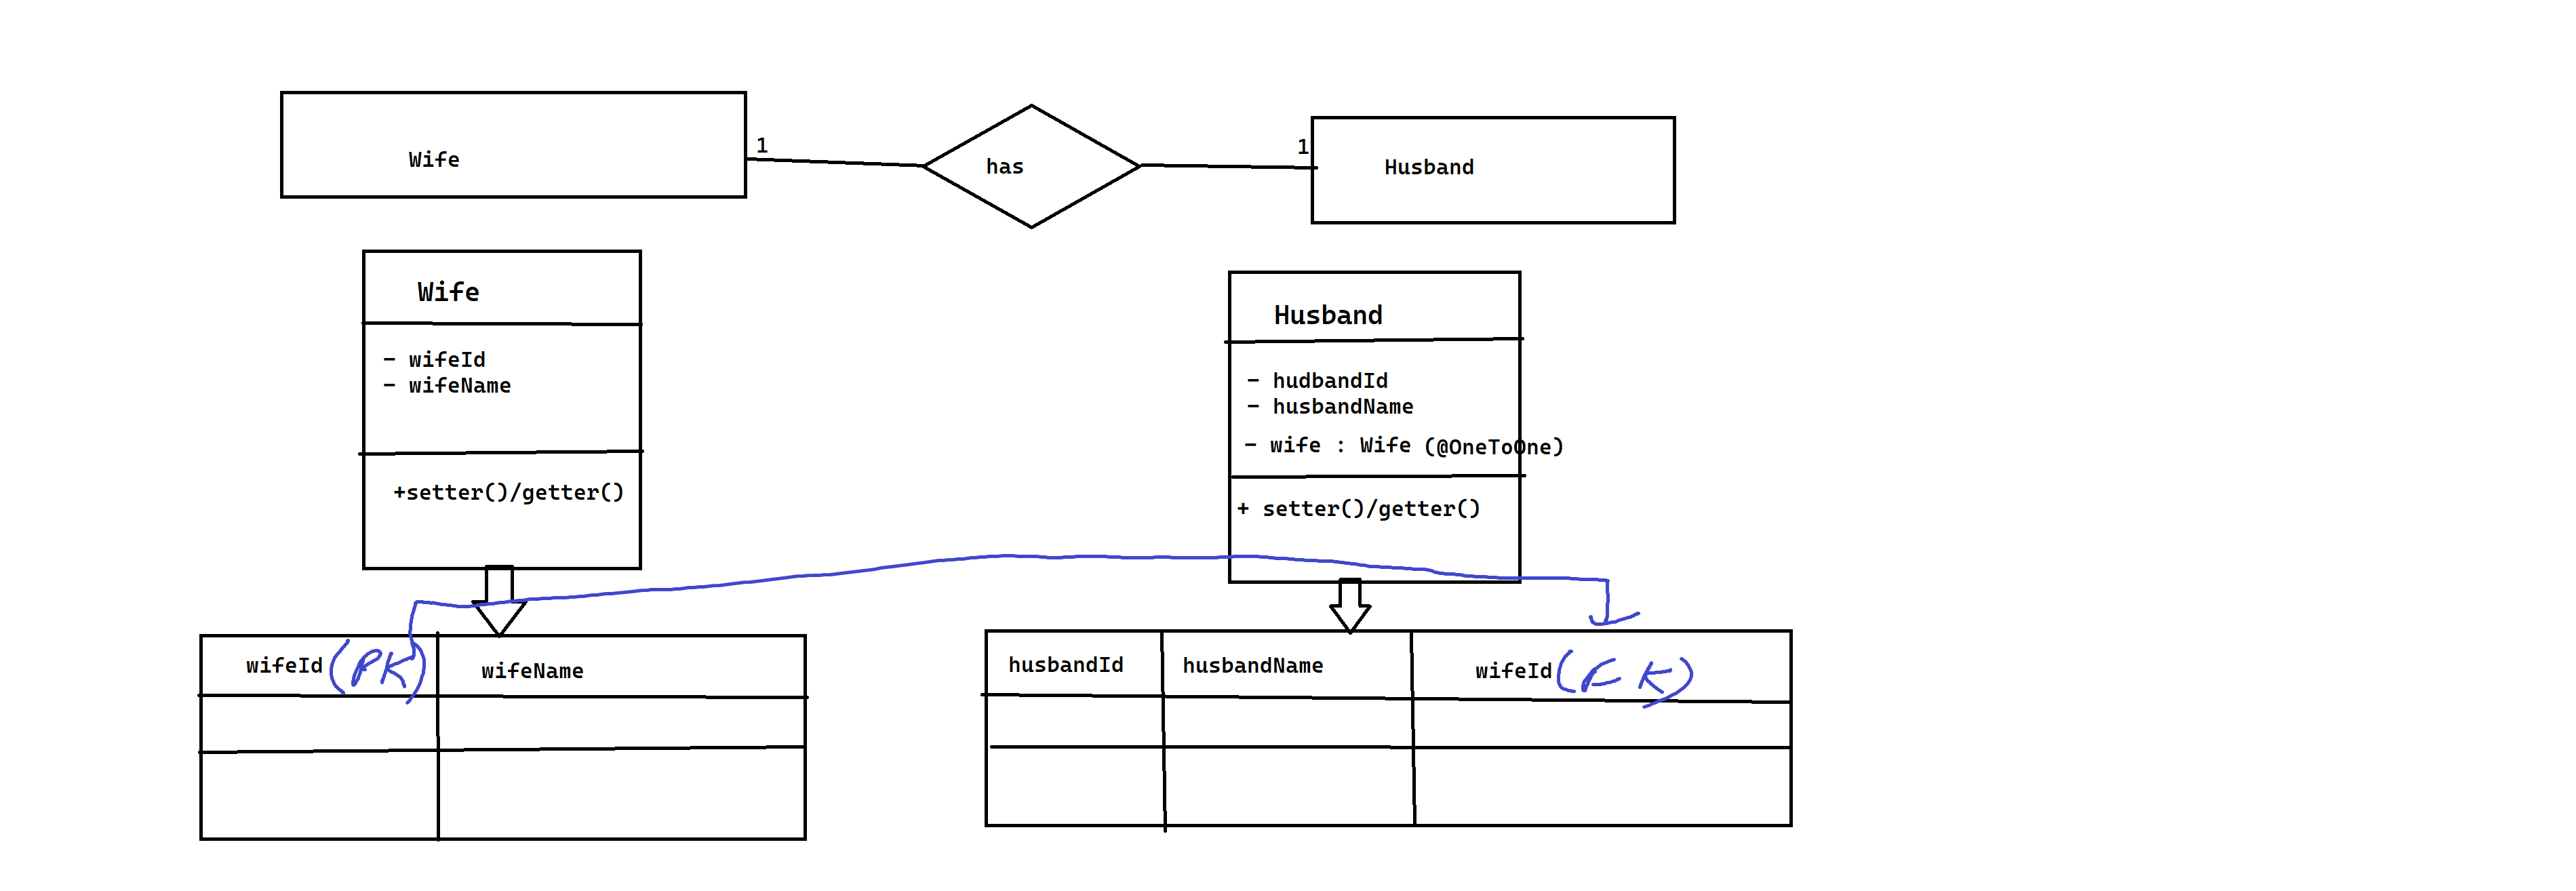 Wife
1
has
1
Husband
Wife
- wifeId
- wifeName
+setter()/getter()
Husband
- hudbandId
- husbandName
- wife : Wife (@OneToOne)
+ setter()/getter()
wifeId (PK)
wifeName
husbandId
husbandName
wifeId (FK)